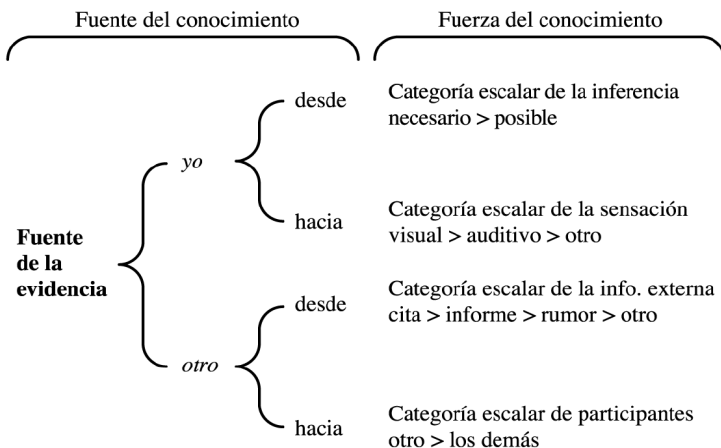 Fuente del conocimiento Fuerza del conocimiento
desde Categoría escalar de la inferencia
necesario > posible
yo
hacia Categoría escalar de la sensación
visual > auditivo > otro
Fuente
de la
evidencia
desde Categoría escalar de la info. externa
cita > informe > rumor > otro
otro
hacia Categoría escalar de participantes
otro > los demás